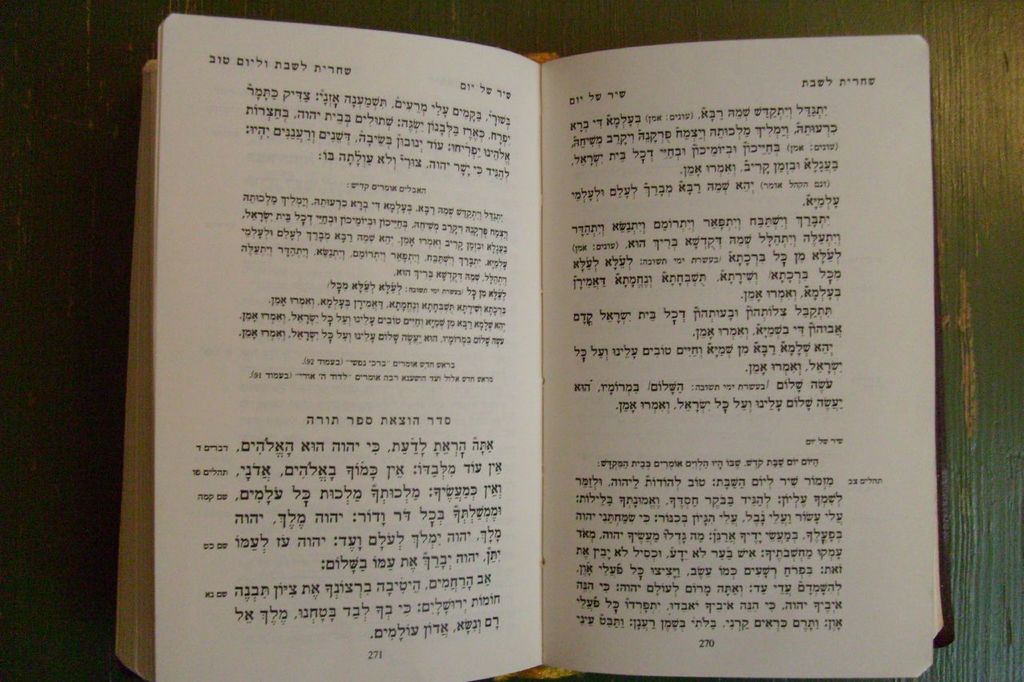 שחרית לשבת
שיר של יום
יִתְגַּדַּל וְיִתְקַדַּשׁ שְׁמֵהּ רַבָּא, (עונים: אמן) בְּעָלְמָא דִּי בְרָא
כִרְעוּתֵהּ, וְיַמְלִיךְ מַלְכוּתֵהּ וְיַצְמַח פֻּרְקָנֵהּ וִיקָרֵב מְשִׁיחֵהּ,
(עונים: אמן) בְּחַיֵּיכוֹן וּבְיוֹמֵיכוֹן וּבְחַיֵּי דְכָל בֵּית יִשְׂרָאֵל,
בַּעֲגָלָא וּבִזְמַן קָרִיב, וְאִמְרוּ אָמֵן.
(וגם הקהל אומר) יְהֵא שְׁמֵהּ רַבָּא מְבָרַךְ לְעָלַם וּלְעָלְמֵי
עָלְמַיָּא.
יִתְבָּרַךְ וְיִשְׁתַּבַּח וְיִתְפָּאַר וְיִתְרוֹמַם וְיִתְנַשֵּׂא וְיִתְהַדָּר
וְיִתְעַלֶּה וְיִתְהַלָּל שְׁמֵהּ דְּקֻדְשָׁא בְּרִיךְ הוּא, (עונים: אמן)
לְעֵלָּא מִן כָּל בִּרְכָתָא /בעשרת ימי תשובה: לְעֵלָּא לְעֵלָּא
מִכָּל בִּרְכָתָא/ וְשִׁירָתָא, תֻּשְׁבְּחָתָא וְנֶחֱמָתָא דַּאֲמִירָן
בְּעָלְמָא, וְאִמְרוּ אָמֵן.
תִּתְקַבֵּל צְלוֹתְהוֹן וּבָעוּתְהוֹן דְּכָל בֵּית יִשְׂרָאֵל קֳדָם
אֲבוּהוֹן דִּי בִשְׁמַיָּא, וְאִמְרוּ אָמֵן.
יְהֵא שְׁלָמָא רַבָּא מִן שְׁמַיָּא וְחַיִּים טוֹבִים עָלֵינוּ וְעַל כָּל
יִשְׂרָאֵל, וְאִמְרוּ אָמֵן.
עֹשֶׂה שָׁלוֹם /בעשרת ימי תשובה: הַשָּׁלוֹם/ בִּמְרוֹמָיו, הוּא
יַעֲשֶׂה שָׁלוֹם עָלֵינוּ וְעַל כָּל יִשְׂרָאֵל, וְאִמְרוּ אָמֵן.
שיר של יום
הַיּוֹם יוֹם שַׁבַּת קֹדֶשׁ, שֶׁבּוֹ הָיוּ הַלְוִיִּם אוֹמְרִים בְּבֵית הַמִּקְדָּשׁ:
תהלים צב
מִזְמוֹר שִׁיר לְיוֹם הַשַּׁבָּת: טוֹב לְהוֹדוֹת לַיהוה, וּלְזַמֵּר
לְשִׁמְךָ עֶלְיוֹן: לְהַגִּיד בַּבֹּקֶר חַסְדֶּךָ, וֶאֱמוּנָתְךָ בַּלֵּילוֹת:
עֲלֵי עָשׂוֹר וַעֲלֵי נָבֶל, עֲלֵי הִגָּיוֹן בְּכִנּוֹר: כִּי שִׂמַּחְתַּנִי יהוה
בְּפָעֳלֶךָ, בְּמַעֲשֵׂי יָדֶיךָ אֲרַנֵּן: מַה גָּדְלוּ מַעֲשֶׂיךָ יהוה, מְאֹד
עָמְקוּ מַחְשְׁבֹתֶיךָ: אִישׁ בַּעַר לֹא יֵדָע, וּכְסִיל לֹא יָבִין אֶת
זֹאת: בִּפְרֹחַ רְשָׁעִים כְּמוֹ עֵשֶׂב, וַיָּצִיצוּ כָּל פֹּעֲלֵי אָוֶן,
לְהִשָּׁמְדָם עֲדֵי עַד: וְאַתָּה מָרוֹם לְעוֹלָם יהוה: כִּי הִנֵּה
אֹיְבֶיךָ יהוה, כִּי הִנֵּה אֹיְבֶיךָ יֹאבֵדוּ, יִתְפָּרְדוּ כָּל פֹּעֲלֵי
אָוֶן: וַתָּרֶם כִּרְאֵים קַרְנִי, בַּלֹּתִי בְּשֶׁמֶן רַעֲנָן: וַתַּבֵּט עֵינִי
270
שחרית לשבת וליום טוב
שיר של יום
בְּשׁוּרָי, בַּקָּמִים עָלַי מְרֵעִים, תִּשְׁמַעְנָה אָזְנָי: צַדִּיק כַּתָּמָר
יִפְרָח, כְּאֶרֶז בַּלְּבָנוֹן יִשְׂגֶּה: שְׁתוּלִים בְּבֵית יהוה, בְּחַצְרוֹת
אֱלֹהֵינוּ יַפְרִיחוּ: עוֹד יְנוּבוּן בְּשֵׂיבָה, דְּשֵׁנִים וְרַעֲנַנִּים יִהְיוּ:
לְהַגִּיד כִּי יָשָׁר יהוה, צוּרִי וְלֹא עַוְלָתָה בּוֹ:
האבלים אומרים קדיש:
יִתְגַּדַּל וְיִתְקַדַּשׁ שְׁמֵהּ רַבָּא. בְּעָלְמָא דִּי בְרָא כִרְעוּתֵהּ, וְיַמְלִיךְ מַלְכוּתֵהּ
וְיַצְמַח פֻּרְקָנֵהּ וִיקָרֵב מְשִׁיחֵהּ, בְּחַיֵּיכוֹן וּבְיוֹמֵיכוֹן וּבְחַיֵּי דְכָל בֵּית יִשְׂרָאֵל,
בַּעֲגָלָא וּבִזְמַן קָרִיב וְאִמְרוּ אָמֵן. יְהֵא שְׁמֵהּ רַבָּא מְבָרַךְ לְעָלַם וּלְעָלְמֵי
עָלְמַיָּא. יִתְבָּרַךְ וְיִשְׁתַּבַּח, וְיִתְפָּאַר וְיִתְרוֹמַם, וְיִתְנַשֵּׂא, וְיִתְהַדָּר וְיִתְעַלֶּה
וְיִתְהַלָּל, שְׁמֵהּ דְּקֻדְשָׁא בְּרִיךְ הוּא,
לְעֵלָּא מִן כָּל /בעשרת ימי תשובה: לְעֵלָּא לְעֵלָּא מִכָּל/
בִּרְכָתָא וְשִׁירָתָא תֻּשְׁבְּחָתָא וְנֶחֱמָתָא, דַּאֲמִירָן בְּעָלְמָא, וְאִמְרוּ אָמֵן.
יְהֵא שְׁלָמָא רַבָּא מִן שְׁמַיָּא וְחַיִּים טוֹבִים עָלֵינוּ וְעַל כָּל יִשְׂרָאֵל, וְאִמְרוּ אָמֵן.
עֹשֶׂה שָׁלוֹם בִּמְרוֹמָיו, הוּא יַעֲשֶׂה שָׁלוֹם עָלֵינוּ וְעַל כָּל יִשְׂרָאֵל, וְאִמְרוּ אָמֵן.
בראש חדש אומרים "ברכי נפשי" (בעמוד 92).
מראש חדש אלול ועד הושענא רבה אומרים "לדוד ה' אורי" (בעמוד 91).
סדר הוצאת ספר תורה
דברים ד
אַתָּה הָרְאֵתָ לָדַעַת, כִּי יהוה הוּא הָאֱלֹהִים,
תהלים פו
אֵין עוֹד מִלְּבַדּוֹ: אֵין כָּמוֹךָ בָאֱלֹהִים, אֲדֹנָי,
שם קמה
וְאֵין כְּמַעֲשֶׂיךָ: מַלְכוּתְךָ מַלְכוּת כָּל עֹלָמִים,
וּמֶמְשַׁלְתְּךָ בְּכָל דֹּר וָדוֹר: יהוה מֶלֶךְ, יהוה
שם כט
מָלָךְ, יהוה יִמְלֹךְ לְעֹלָם וָעֶד: יהוה עֹז לְעַמּוֹ
יִתֵּן, יהוה יְבָרֵךְ אֶת עַמּוֹ בַשָּׁלוֹם:
שם נא
אַב הָרַחֲמִים, הֵיטִיבָה בִרְצוֹנְךָ אֶת צִיּוֹן תִּבְנֶה
חוֹמוֹת יְרוּשָׁלָיִם: כִּי בְךָ לְבַד בָּטָחְנוּ, מֶלֶךְ אֵל
רָם וְנִשָּׂא, אֲדוֹן עוֹלָמִים.
271